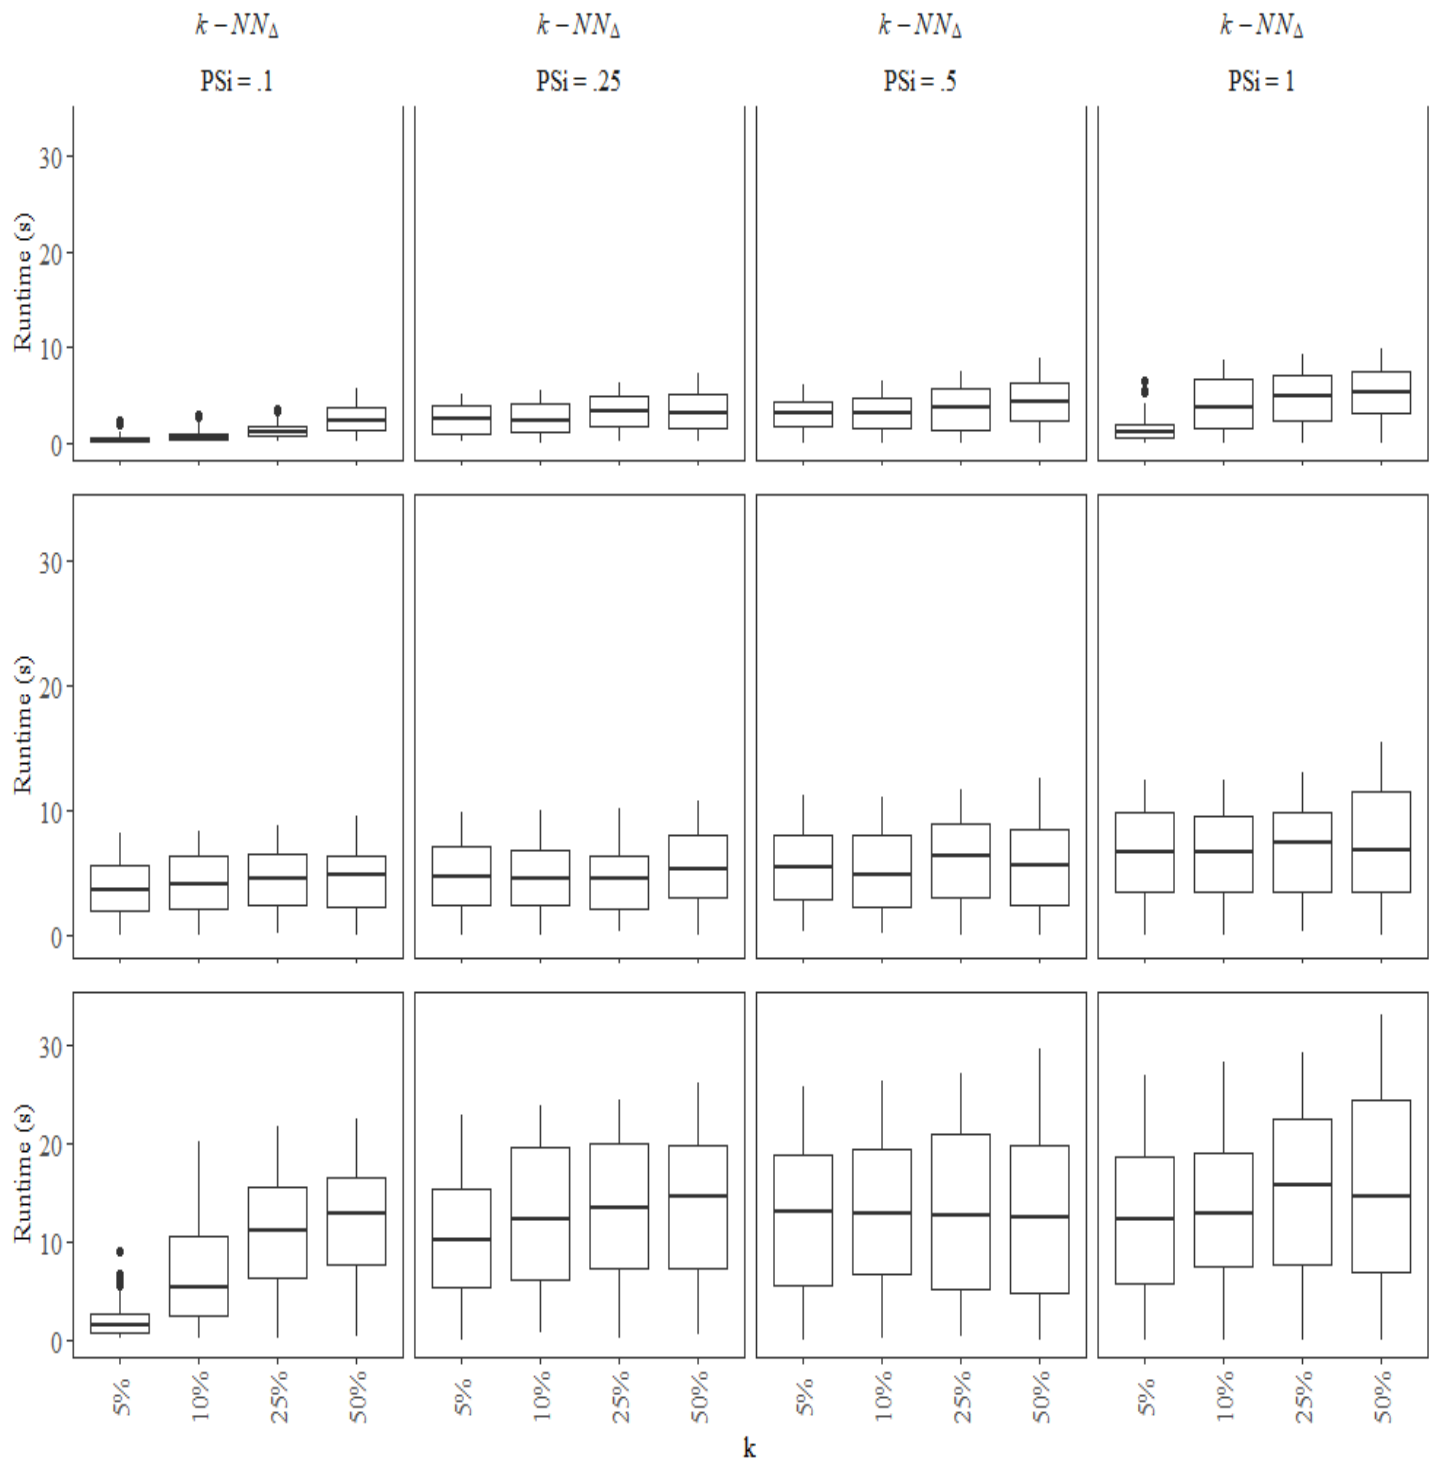 k − NN_Δ k − NN_Δ k − NN_Δ k − NN_Δ
PSi = .1 PSi = .25 PSi = .5 PSi = 1
Runtime (s)
30
20
10
0
Runtime (s)
30
20
10
0
Runtime (s)
30
20
10
0
5% 10% 25% 50% 5% 10% 25% 50% 5% 10% 25% 50% 5% 10% 25% 50%
k